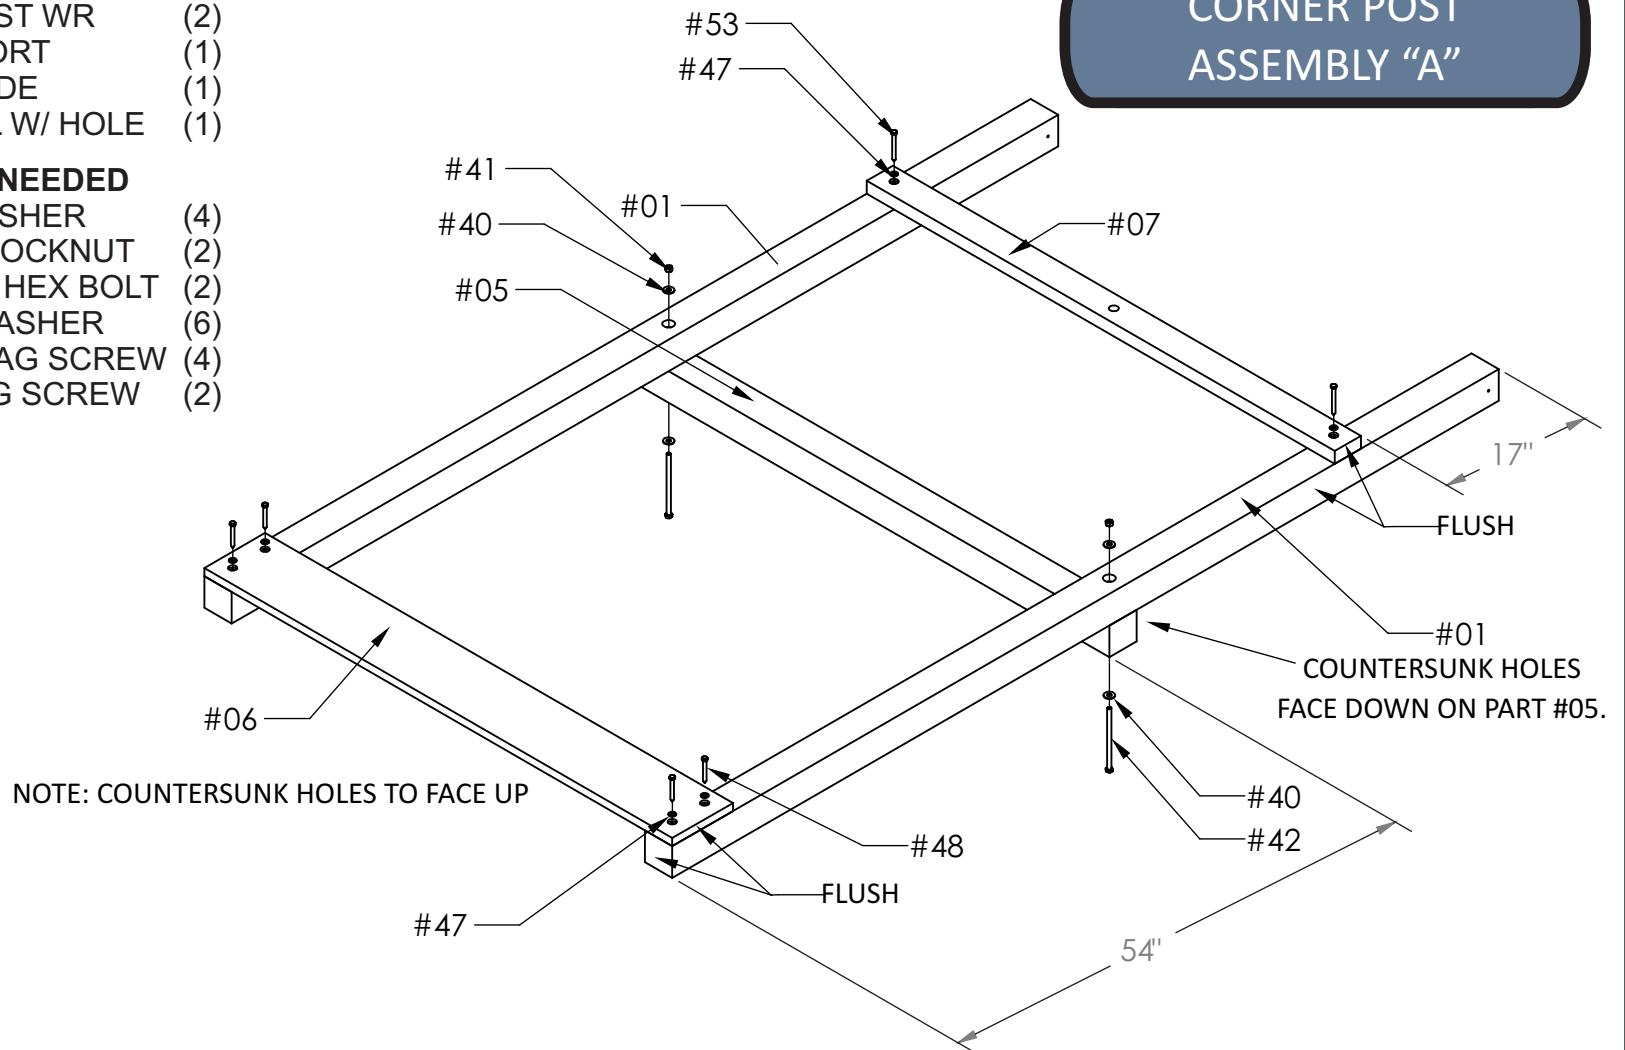 ST WR (2)
ORT (1)
DE (1)
W/ HOLE (1)
NEEDED
SHER (4)
OCKNUT (2)
HEX BOLT (2)
ASHER (6)
AG SCREW (4)
G SCREW (2)
CORNER POST
ASSEMBLY “A”
#53
#47
#41
#01
#40
#05
#07
17"
FLUSH
#01
COUNTERSUNK HOLES
FACE DOWN ON PART #05.
#06
NOTE: COUNTERSUNK HOLES TO FACE UP
#40
#42
#48
FLUSH
#47
54"